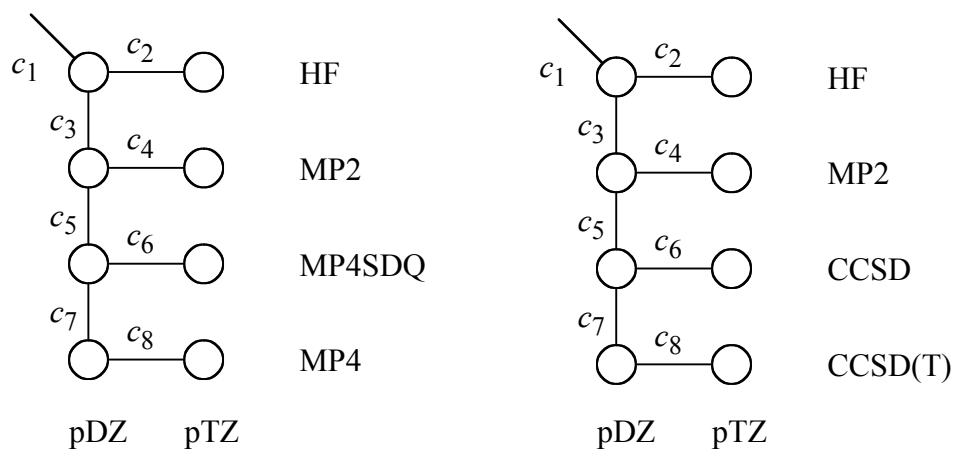 c₁ c₂ HF
c₃ c₄ MP2
c₅ c₆ MP4SDQ
c₇ c₈ MP4
pDZ pTZ
c₁ c₂ HF
c₃ c₄ MP2
c₅ c₆ CCSD
c₇ c₈ CCSD(T)
pDZ pTZ